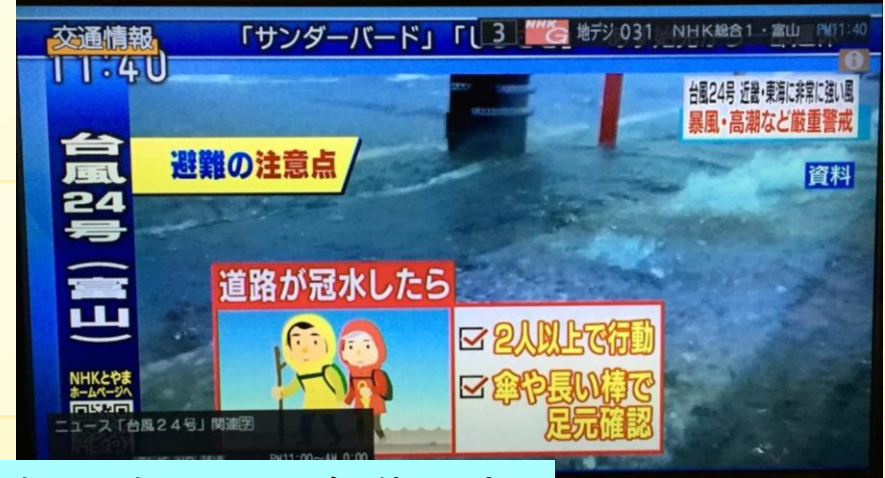 交通情報
「サンダーバード」「し
3 NHK G 地デジ 031 NHK総合1・富山 PM11:40
11:40
台風24号 近畿・東海に非常に強い風
暴風・高潮など厳重警戒
資料
台風24号（富山）
避難の注意点
道路が冠水したら
2人以上で行動
傘や長い棒で
足元確認
NHKとやま
ホームページへ
ニュース「台風24号」関連字
PM11:00~AM 0:00